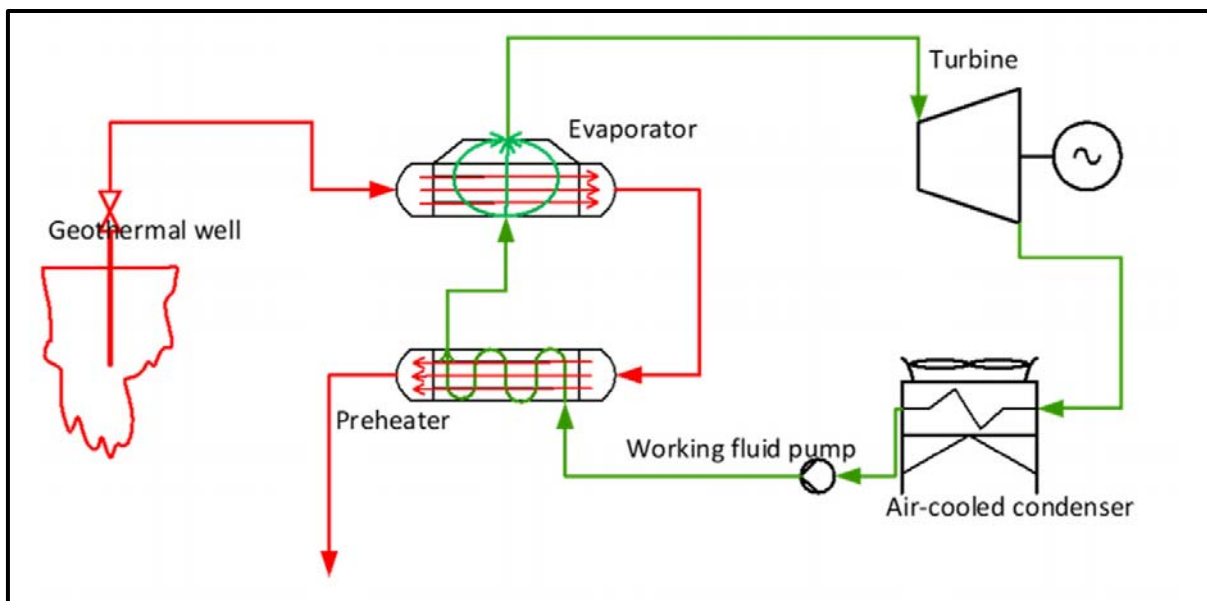 Turbine
Evaporator
Geothermal well
Preheater
Working fluid pump
Air-cooled condenser